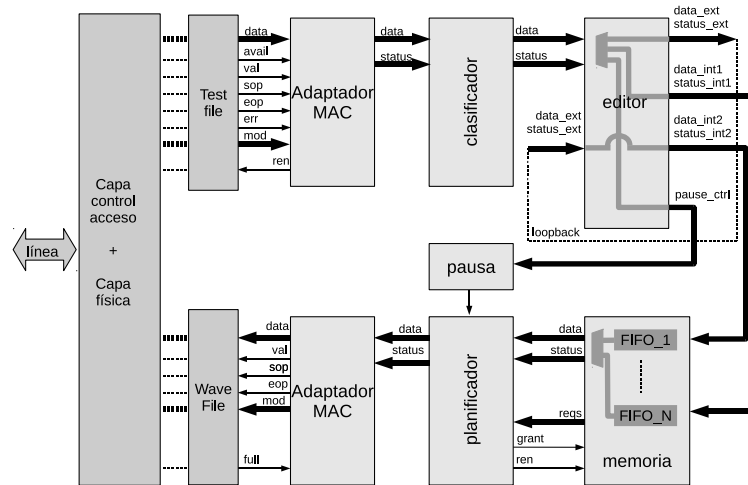 línea
Capa
control
acceso
+
Capa
física
Test
file
data
avail
val
sop
eop
err
mod
ren
Adaptador
MAC
data
status
clasificador
data
status
editor
data_ext
status_ext
data_int1
status_int1
data_ext
status_ext
data_int2
status_int2
pause_ctrl
loopback
pausa
Wave
File
data
val
sop
eop
mod
full
Adaptador
MAC
data
status
planificador
data
status
reqs
grant
ren
FIFO_1
FIFO_N
memoria